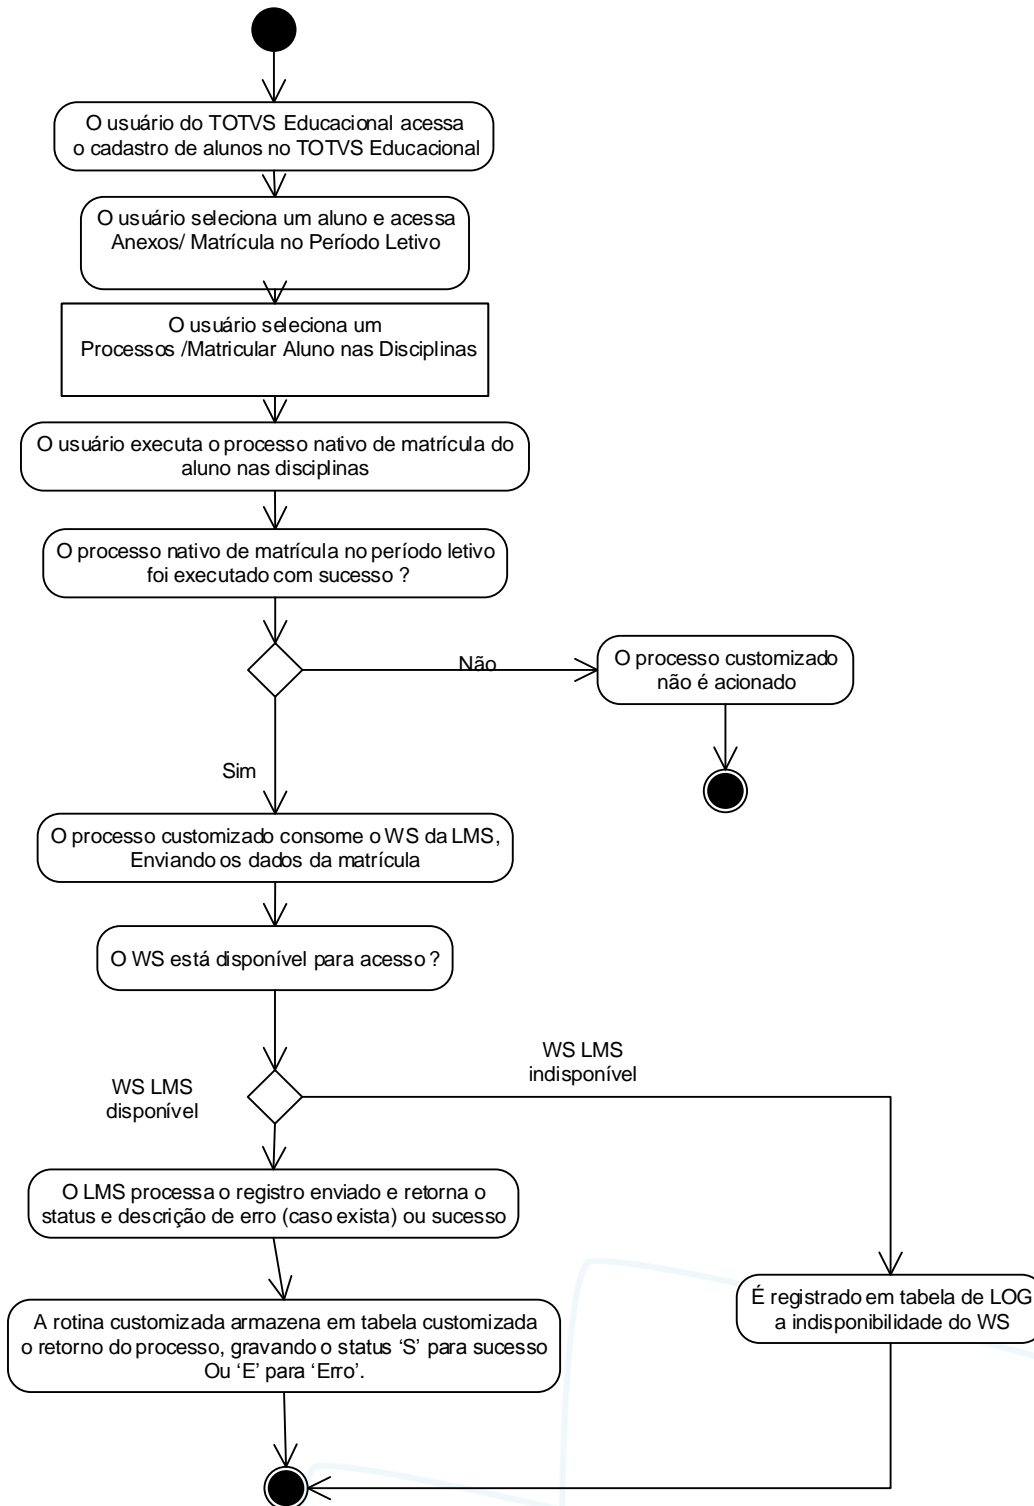 O usuário do TOTVS Educacional acessa
o cadastro de alunos no TOTVS Educacional
O usuário seleciona um aluno e acessa
Anexos/ Matrícula no Período Letivo
O usuário seleciona um
Processos /Matricular Aluno nas Disciplinas
O usuário executa o processo nativo de matrícula do
aluno nas disciplinas
O processo nativo de matrícula no período letivo
foi executado com sucesso ?
Não
O processo customizado
não é acionado
Sim
O processo customizado consome o WS da LMS,
Enviando os dados da matrícula
O WS está disponível para acesso ?
WS LMS
disponível
WS LMS
indisponível
O LMS processa o registro enviado e retorna o
status e descrição de erro (caso exista) ou sucesso
É registrado em tabela de LOG
a indisponibilidade do WS
A rotina customizada armazena em tabela customizada
o retorno do processo, gravando o status ‘S’ para sucesso
Ou ‘E’ para ‘Erro’.